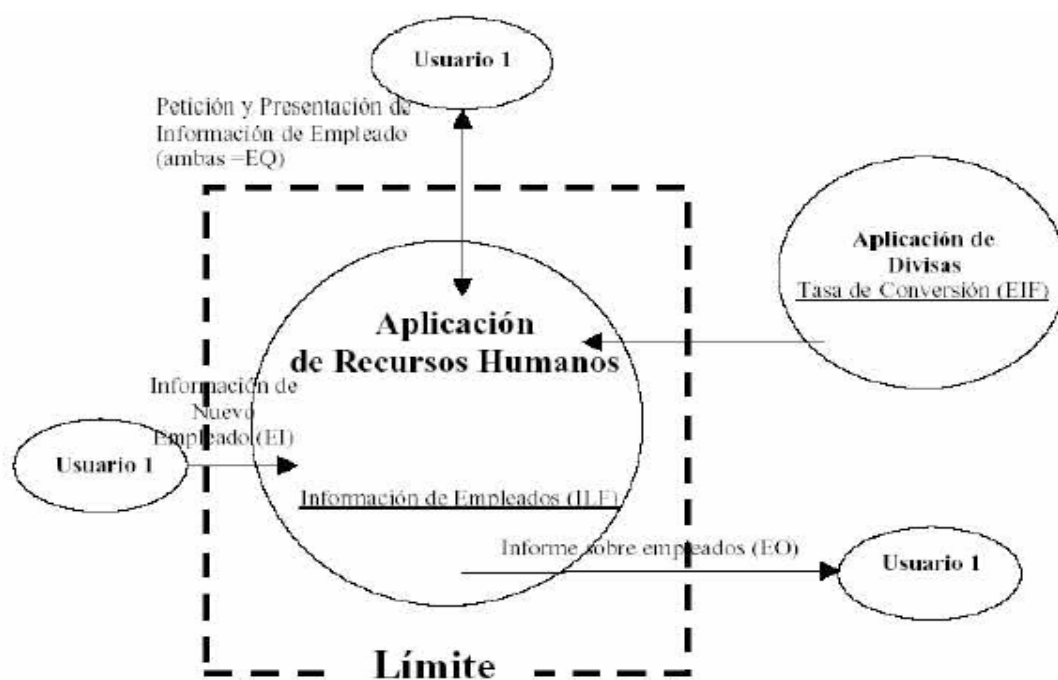 Usuario 1
Petición y Presentación de
Información de Empleado
(ambas =EQ)
Aplicación de
Divisas
Tasa de Conversión (EIF)
Aplicación
de Recursos Humanos
Información de
Nuevo
Empleado (EI)
Usuario 1
Información de Empleados (ILF)
Informe sobre empleados (EO)
Usuario 1
Límite